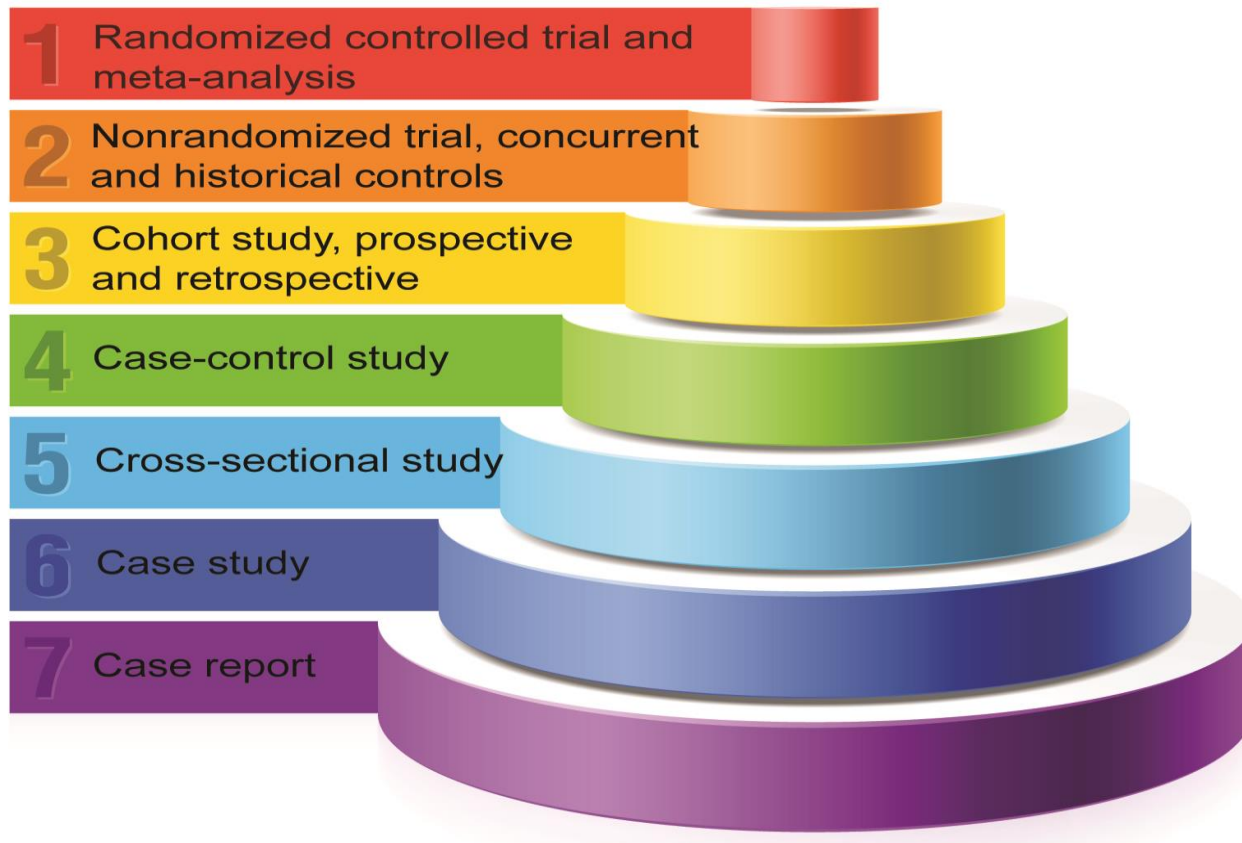 1 Randomized controlled trial and
meta-analysis
2 Nonrandomized trial, concurrent
and historical controls
3 Cohort study, prospective
and retrospective
4 Case-control study
5 Cross-sectional study
6 Case study
7 Case report